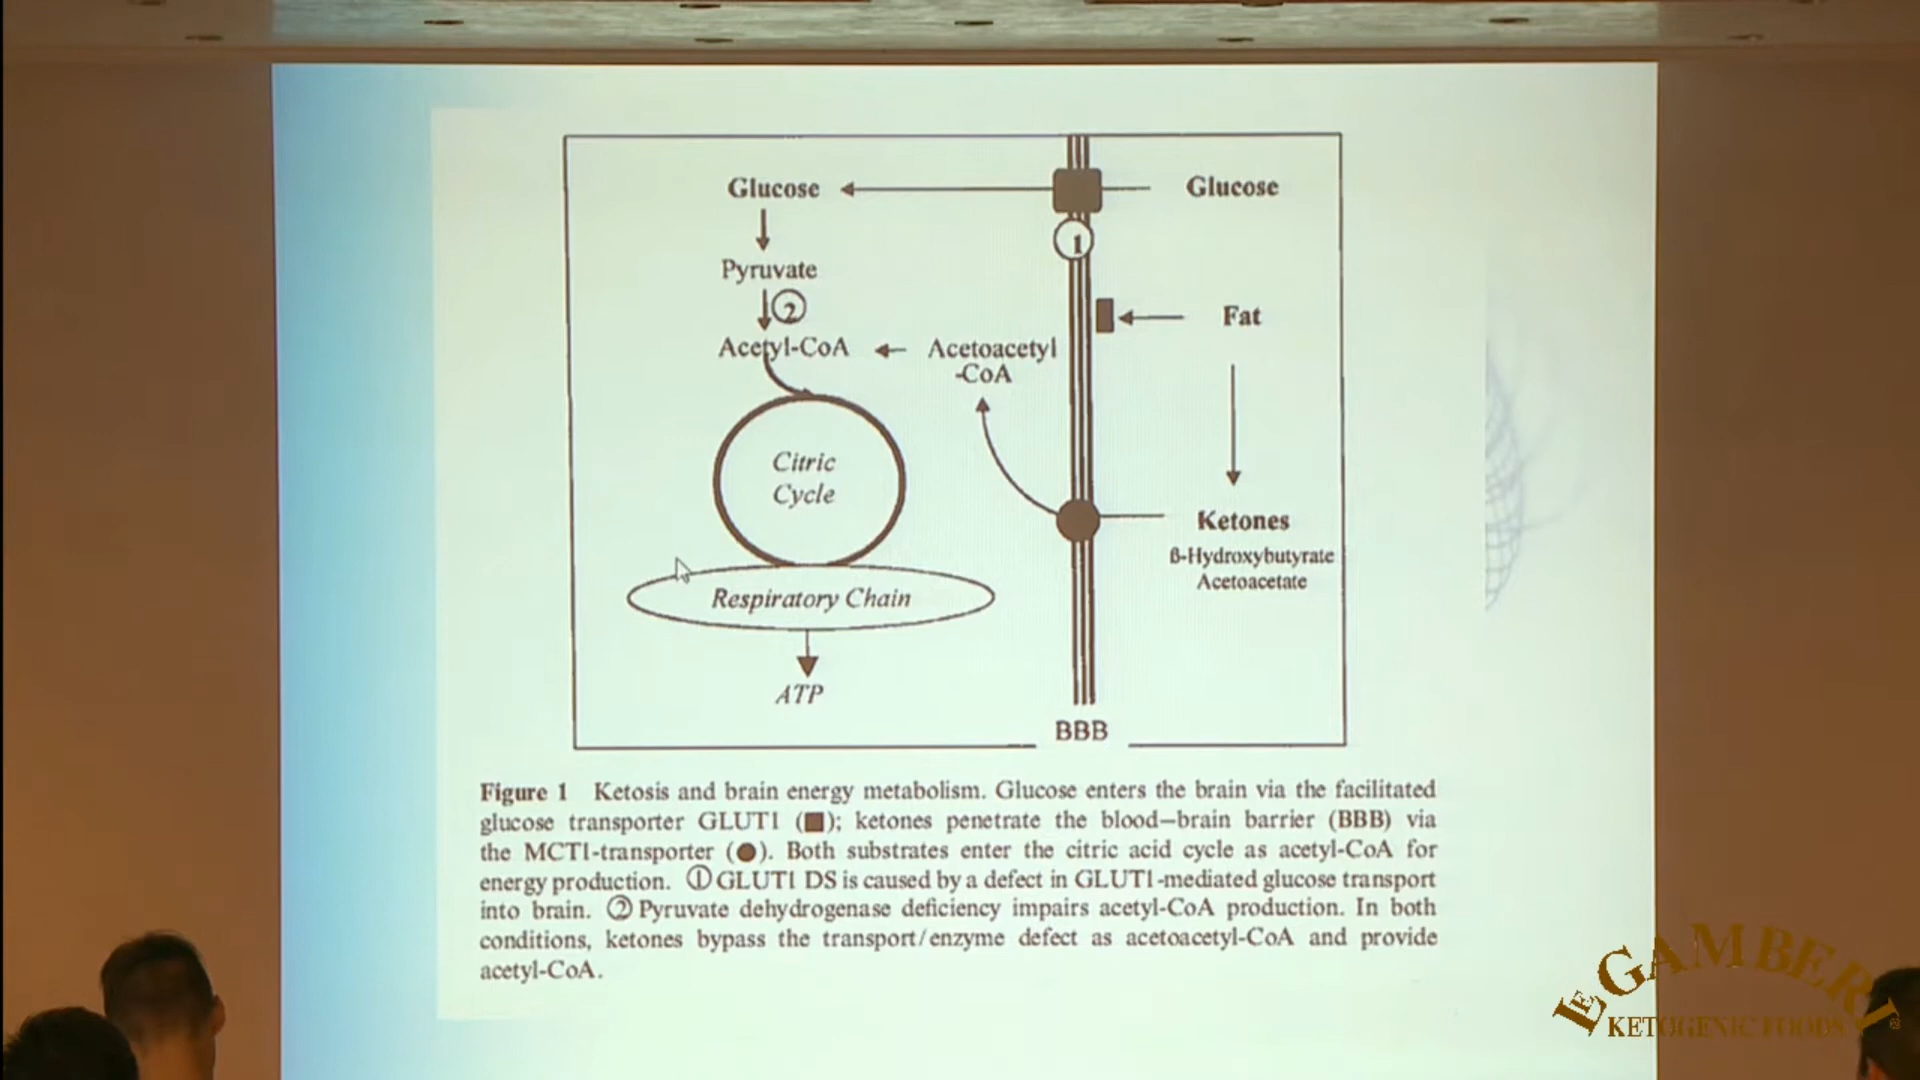 Glucose
Glucose
1
Pyruvate
2
Fat
Acetyl-CoA
Acetoacetyl
-CoA
Citric
Cycle
Ketones
ß-Hydroxybutyrate
Acetoacetate
Respiratory Chain
ATP
BBB
Figure 1 Ketosis and brain energy metabolism. Glucose enters the brain via the facilitated
glucose transporter GLUT1 (■); ketones penetrate the blood–brain barrier (BBB) via
the MCT1-transporter (●). Both substrates enter the citric acid cycle as acetyl-CoA for
energy production. ① GLUT1 DS is caused by a defect in GLUT1-mediated glucose transport
into brain. ② Pyruvate dehydrogenase deficiency impairs acetyl-CoA production. In both
conditions, ketones bypass the transport/enzyme defect as acetoacetyl-CoA and provide
acetyl-CoA.
LE GAMBERI
KETOGENIC FOODS